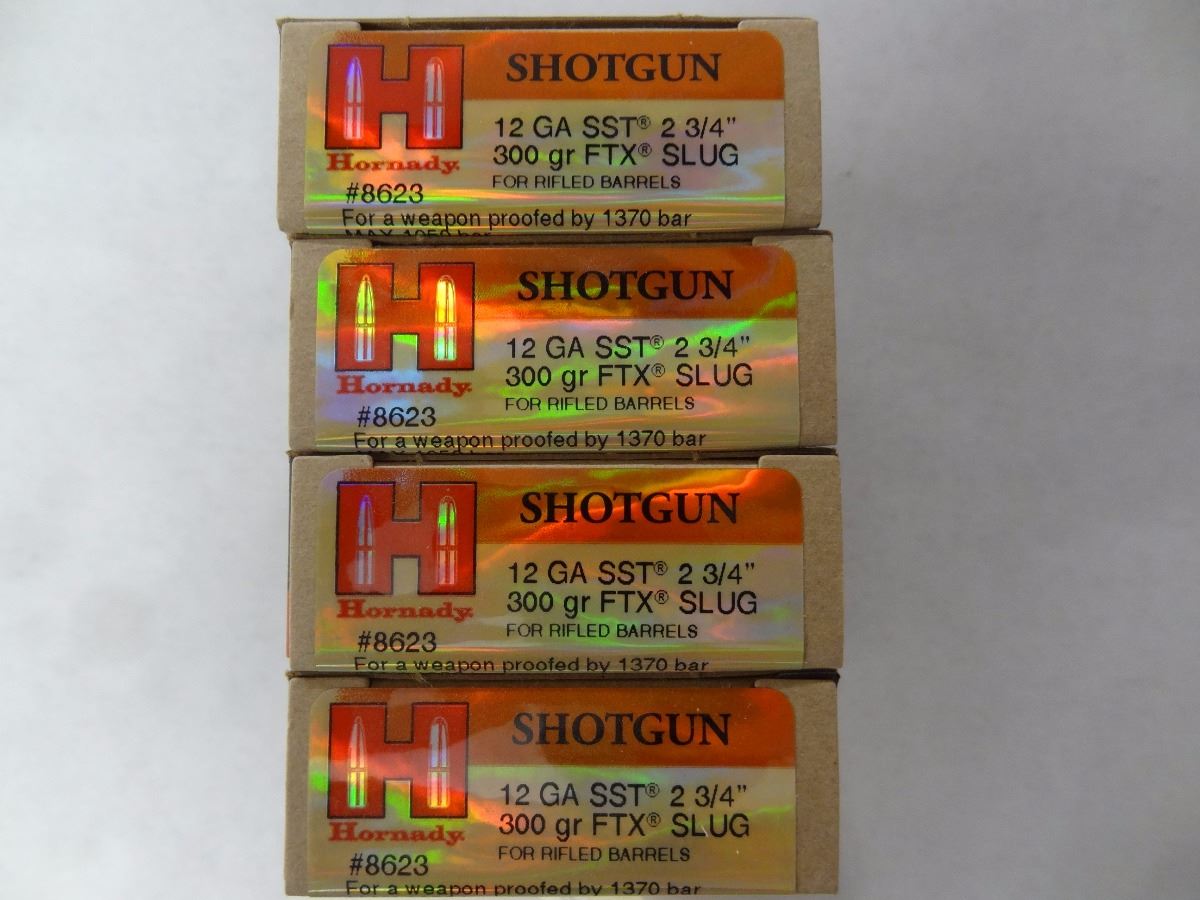 SHOTGUN
12 GA SST® 2 3/4"
300 gr FTX® SLUG
FOR RIFLED BARRELS
Hornady.
#8623
For a weapon proofed by 1370 bar
MAX 1050 bar
SHOTGUN
12 GA SST® 2 3/4"
300 gr FTX® SLUG
FOR RIFLED BARRELS
Hornady.
#8623
For a weapon proofed by 1370 bar
SHOTGUN
12 GA SST® 2 3/4"
300 gr FTX® SLUG
FOR RIFLED BARRELS
Hornady.
#8623
For a weapon proofed by 1370 bar
SHOTGUN
12 GA SST® 2 3/4"
300 gr FTX® SLUG
FOR RIFLED BARRELS
Hornady.
#8623
For a weapon proofed by 1370 bar